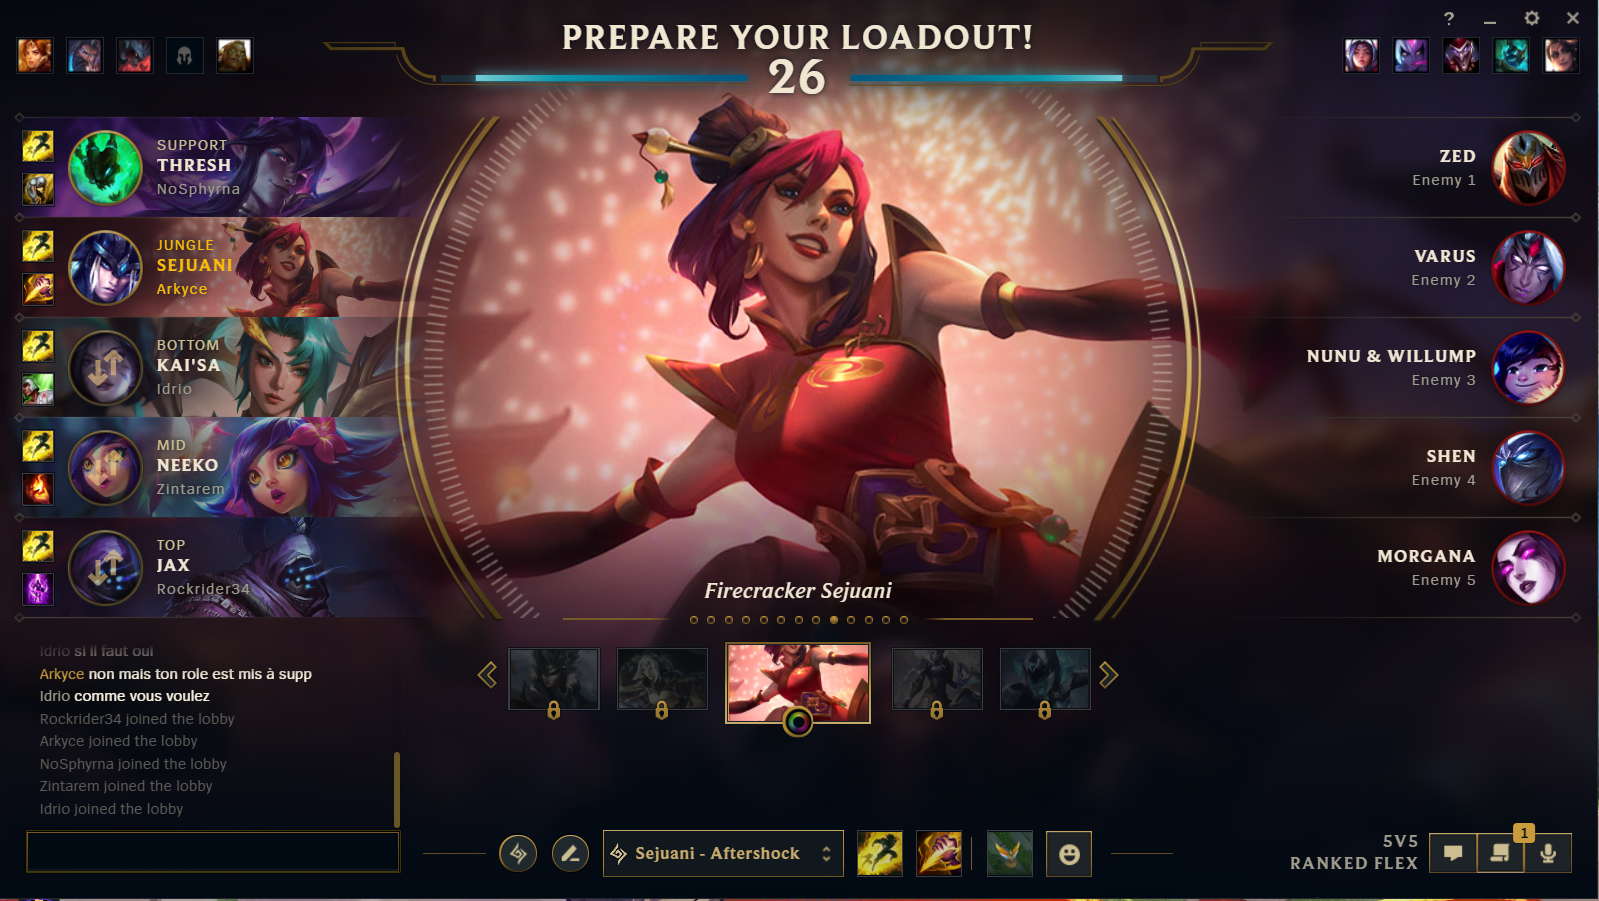 ?
PREPARE YOUR LOADOUT!
26
SUPPORT
THRESH
NoSphyrna
JUNGLE
SEJUANI
Arkyce
BOTTOM
KAI'SA
Idrio
MID
NEEKO
Zintarem
TOP
JAX
Rockrider34
ZED
Enemy 1
VARUS
Enemy 2
NUNU & WILLUMP
Enemy 3
SHEN
Enemy 4
MORGANA
Enemy 5
Firecracker Sejuani
Idrio si il faut oui
Arkyce non mais ton role est mis à supp
Idrio comme vous voulez
Rockrider34 joined the lobby
Arkyce joined the lobby
NoSphyrna joined the lobby
Zintarem joined the lobby
Idrio joined the lobby
Sejuani - Aftershock
5V5
RANKED FLEX
1